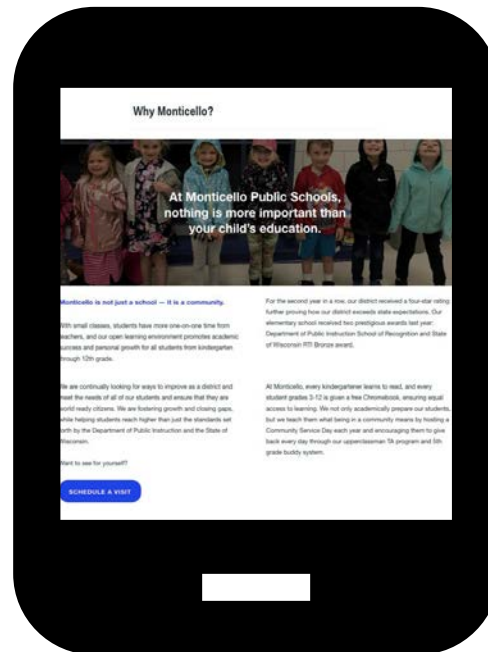 Why Monticello?
At Monticello Public Schools,
nothing is more important than
your child's education.
Monticello is not just a school — it is a community.
With small classes, students have more one-on-one time from
teachers, and our open learning environment promotes academic
success and personal growth for all students from kindergarten
through 12th grade.
We are continually looking for ways to improve as a district and
meet the needs of all of our students and ensure that they are
world ready citizens. We are fostering growth and closing gaps,
while helping students reach higher than just the standards set
forth by the Department of Public Instruction and the State of
Wisconsin.
Want to see for yourself?
SCHEDULE A VISIT
For the second year in a row, our district received a four-star rating
further proving how our district exceeds state expectations. Our
elementary school received two prestigious awards last year:
Department of Public Instruction School of Recognition and State
of Wisconsin RTI Bronze award.
At Monticello, every kindergartener learns to read, and every
student grades 3-12 is given a free Chromebook, ensuring equal
access to learning. We not only academically prepare our students,
but we teach them what being in a community means by hosting a
Community Service Day each year and encouraging them to give
back every day through our upperclassman TA program and 5th
grade buddy system.